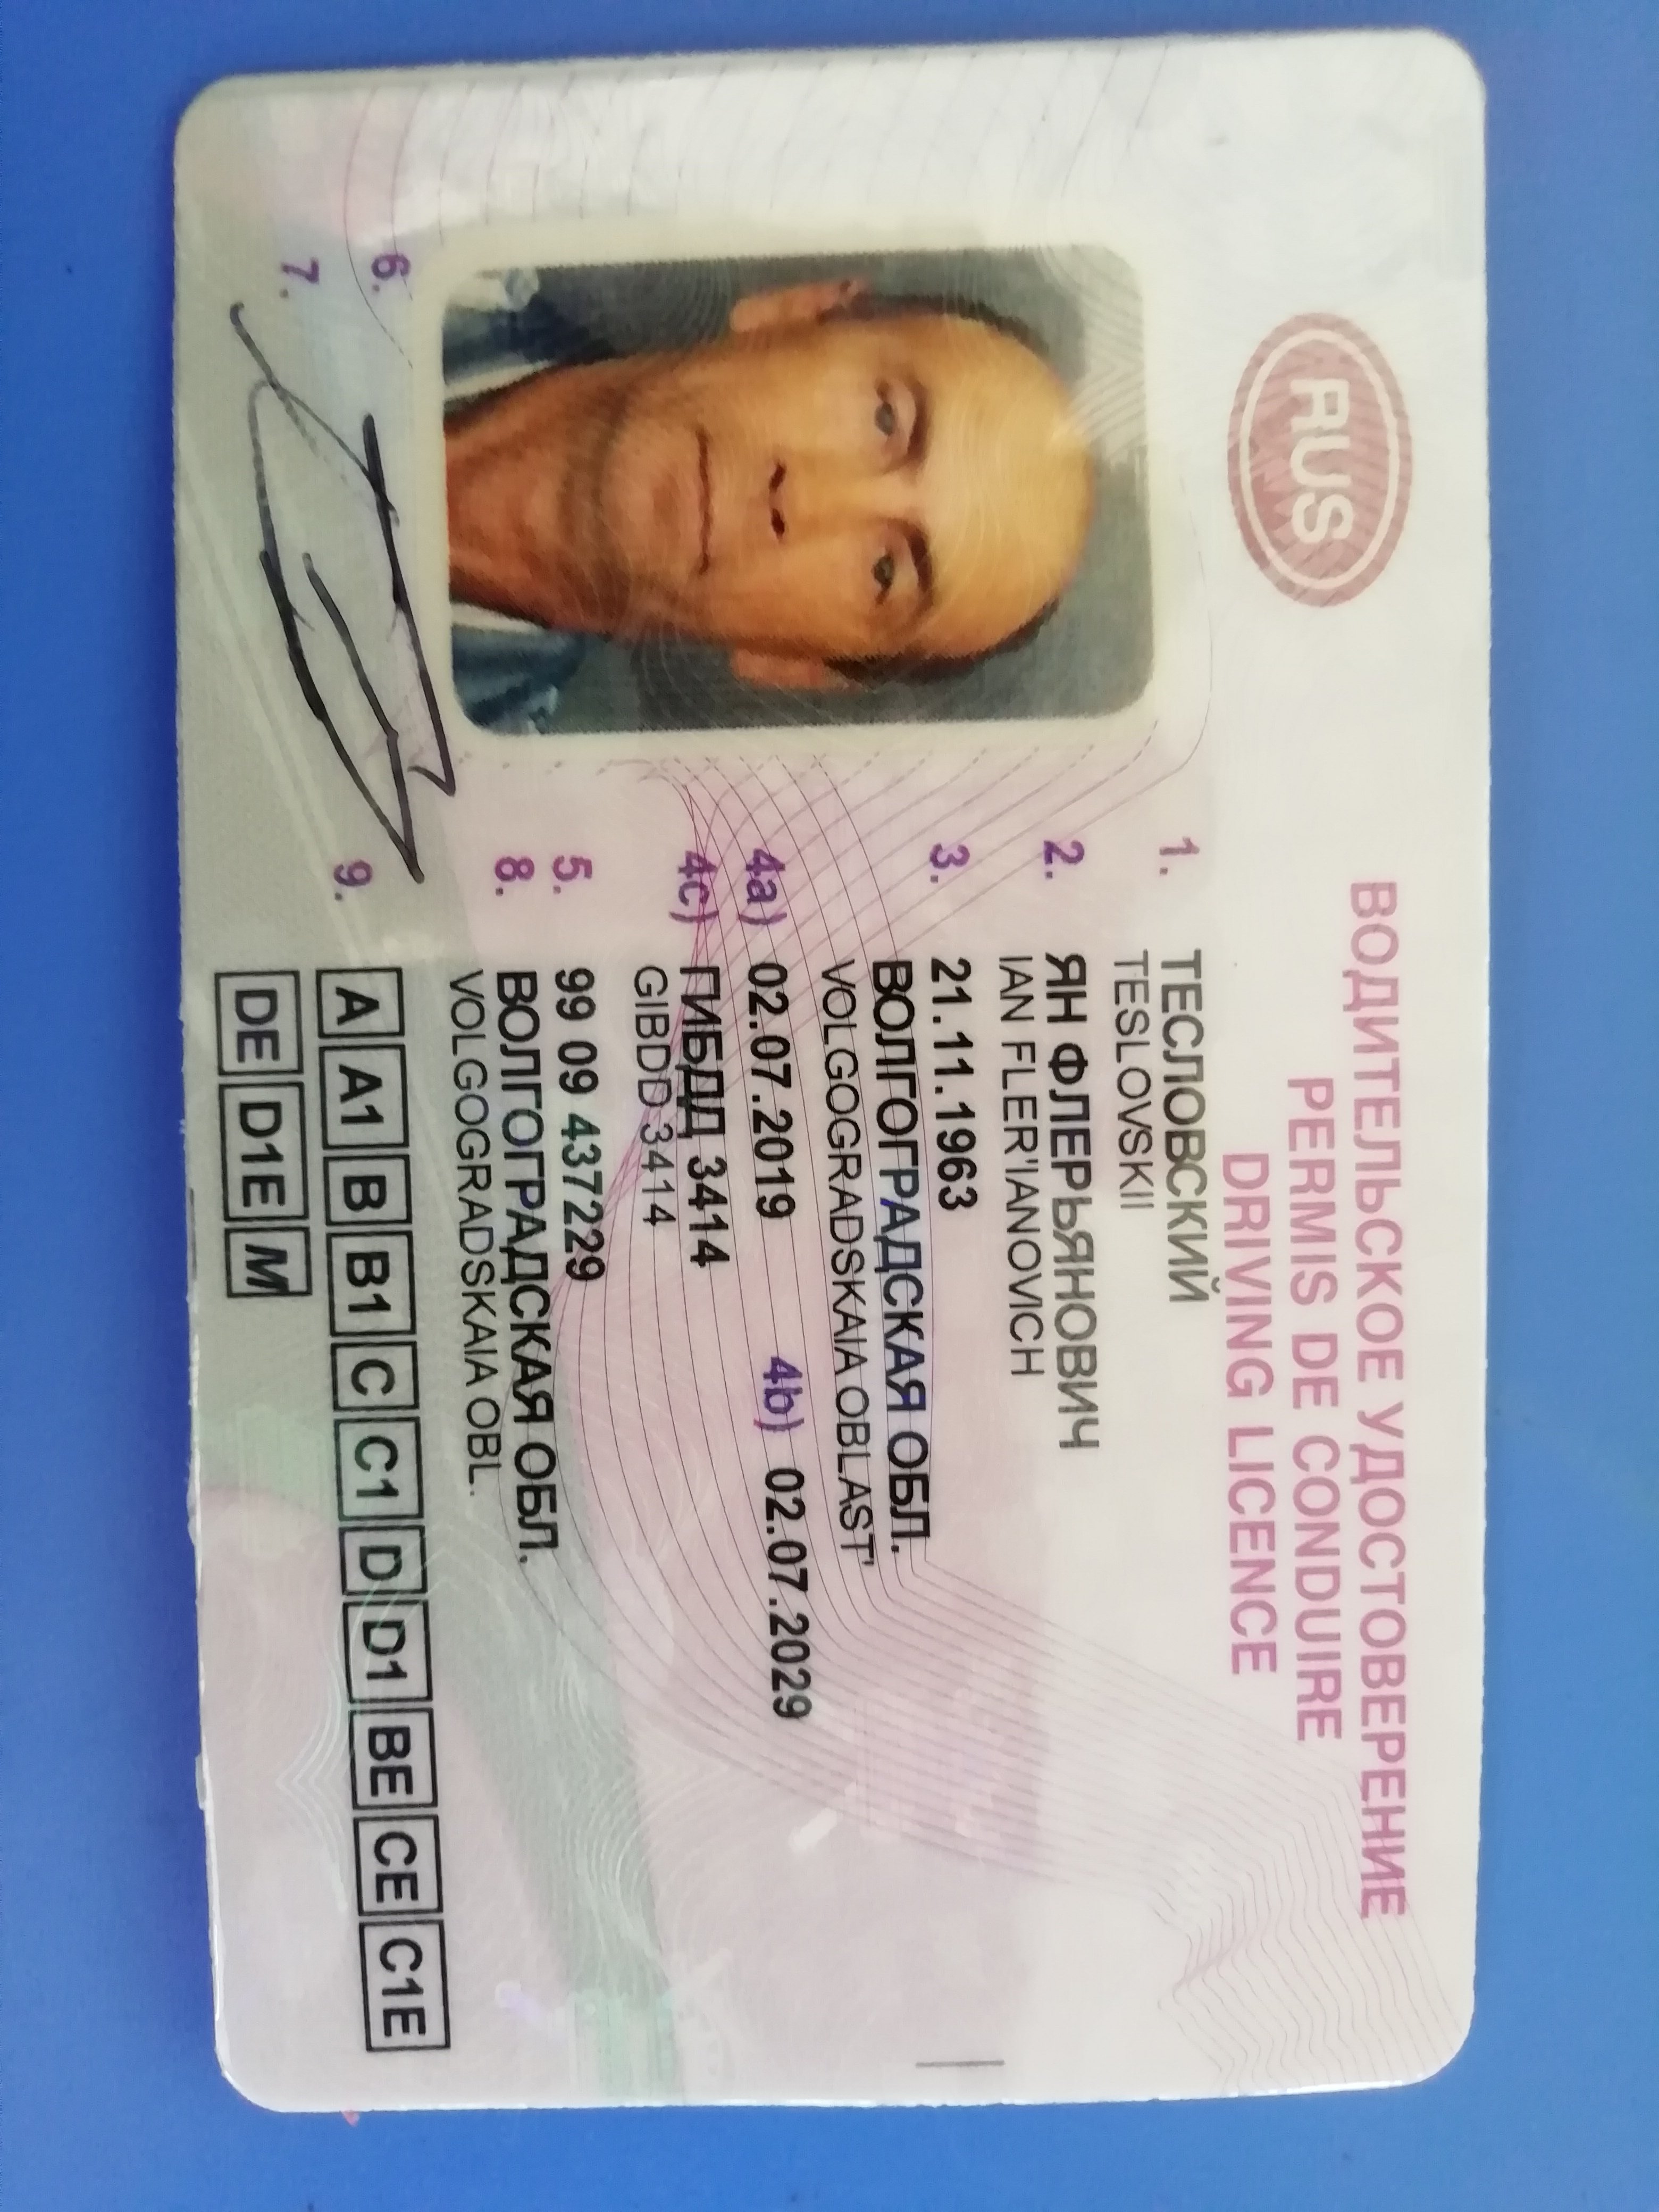 RUS
ВОДИТЕЛЬСКОЕ УДОСТОВЕРЕНИЕ
PERMIS DE CONDUIRE
DRIVING LICENCE
1. ТЕСЛОВСКИЙ
TESLOVSKII
2. ЯН ФЛЕРЬЯНОВИЧ
IAN FLER'IANOVICH
3. 21.11.1963
ВОЛГОГРАДСКАЯ ОБЛ.
VOLGOGRADSKAIA OBLAST'
4a) 02.07.2019 4b) 02.07.2029
4c) ГИБДД 3414
GIBDD 3414
5. 99 09 437229
8. ВОЛГОГРАДСКАЯ ОБЛ.
VOLGOGRADSKAIA OBL.
6.
7.
9. A A1 B B1 C C1 D D1 BE CE C1E
DE D1E M